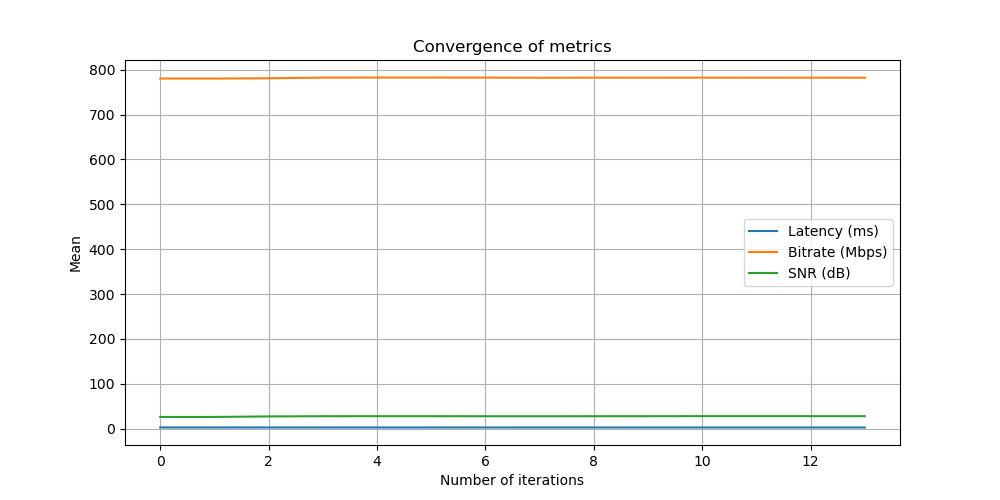 Convergence of metrics
Mean
800
700
600
500
400
300
200
100
0
Latency (ms)
Bitrate (Mbps)
SNR (dB)
0 2 4 6 8 10 12
Number of iterations